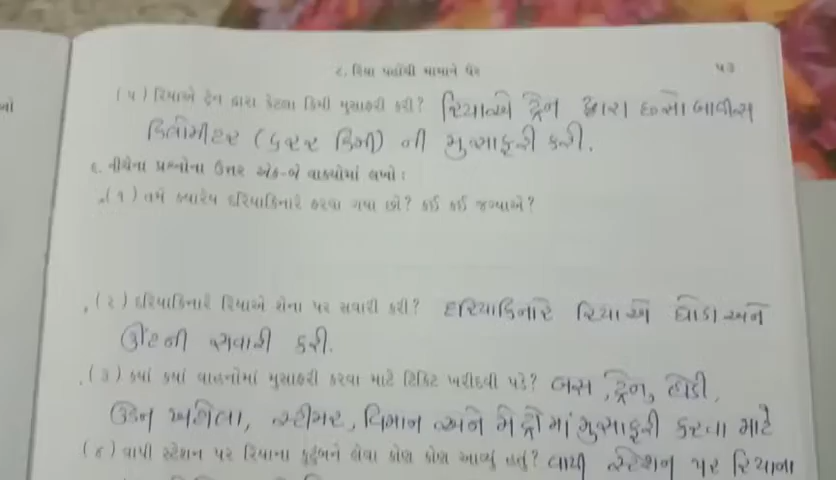 ૮. રિયા પહોંચી મામાને ઘેર ૫૩
(૫) રિયાએ ટ્રેન દ્વારા કેટલા કિમી મુસાફરી કરી? રિયાએ ટ્રેન દ્વારા છસો બાવીસ
કિલોમીટર (૬૨૨ કિમી) ની મુસાફરી કરી.
૬. નીચેના પ્રશ્નોના ઉત્તર એક-બે વાક્યોમાં લખો :
(૧) તમે ક્યારેય દરિયાકિનારે ફરવા ગયા છો? કઈ કઈ જગ્યાએ?
(૨) દરિયાકિનારે રિયાએ શેના પર સવારી કરી? દરિયાકિનારે રિયાએ ઘોડા અને
ઊંટની સવારી કરી.
(૩) ક્યાં ક્યાં વાહનોમાં મુસાફરી કરવા માટે ટિકિટ ખરીદવી પડે? બસ, ટ્રેન, હોડી,
ઉડન ખટોલા, સ્ટીમર, વિમાન અને મેટ્રોમાં મુસાફરી કરવા માટે
(૪) વાપી સ્ટેશન પર રિયાના કુટુંબને લેવા કોણ કોણ આવ્યું હતું? વાપી સ્ટેશન પર રિયાના